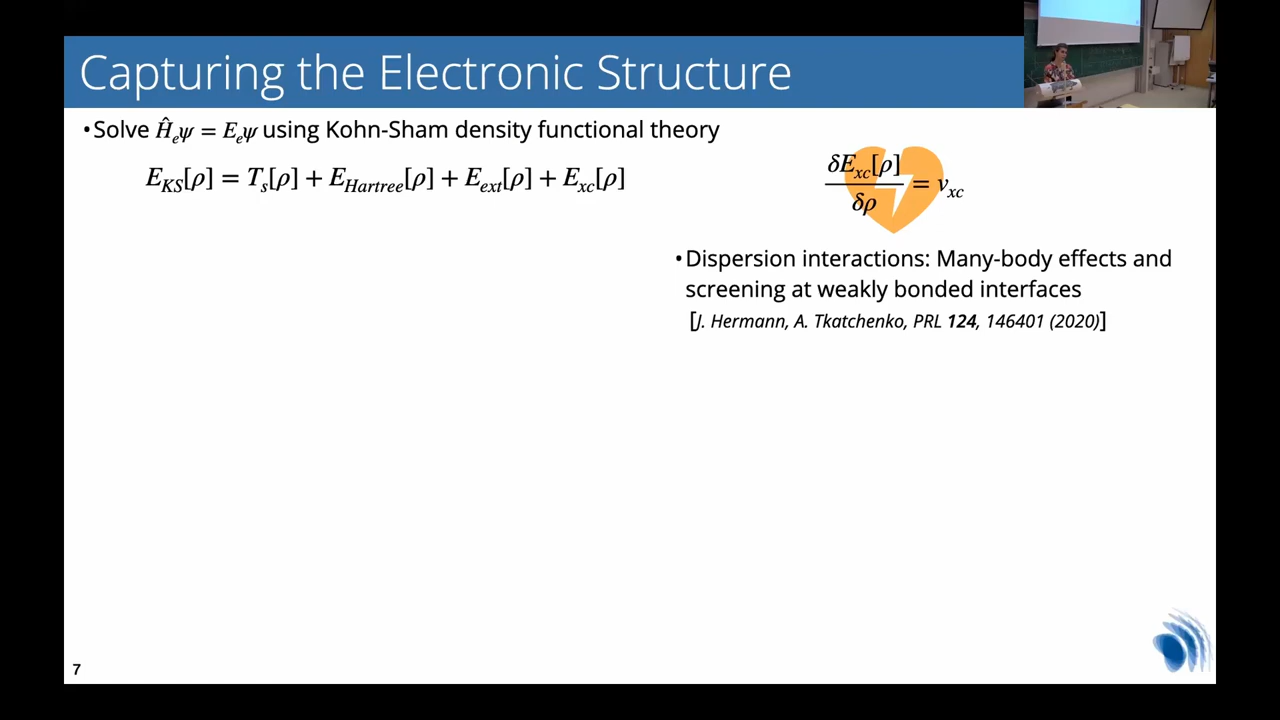 Capturing the Electronic Structure
•Solve Ĥₑψ = Eₑψ using Kohn-Sham density functional theory
E_KS[ρ] = T_s[ρ] + E_Hartree[ρ] + E_ext[ρ] + E_xc[ρ]
δE_xc[ρ] / δρ = v_xc
•Dispersion interactions: Many-body effects and
screening at weakly bonded interfaces
[J. Hermann, A. Tkatchenko, PRL 124, 146401 (2020)]
7